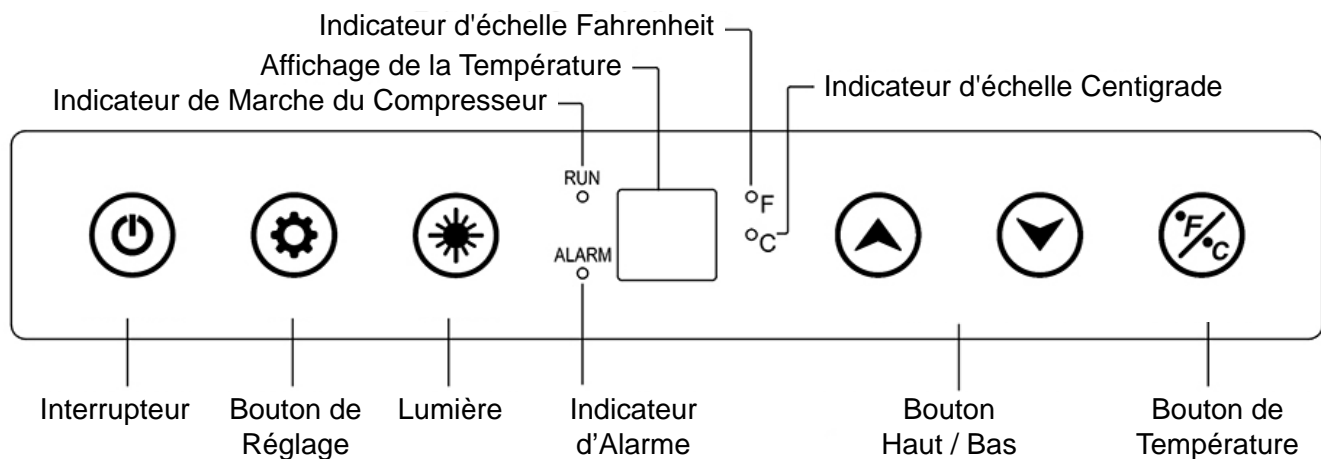 Indicateur d'échelle Fahrenheit
Affichage de la Température
Indicateur de Marche du Compresseur
Indicateur d'échelle Centigrade
RUN
°F
°C
ALARM
°F/°C
Interrupteur
Bouton de
Réglage
Lumière
Indicateur
d’Alarme
Bouton
Haut / Bas
Bouton de
Température